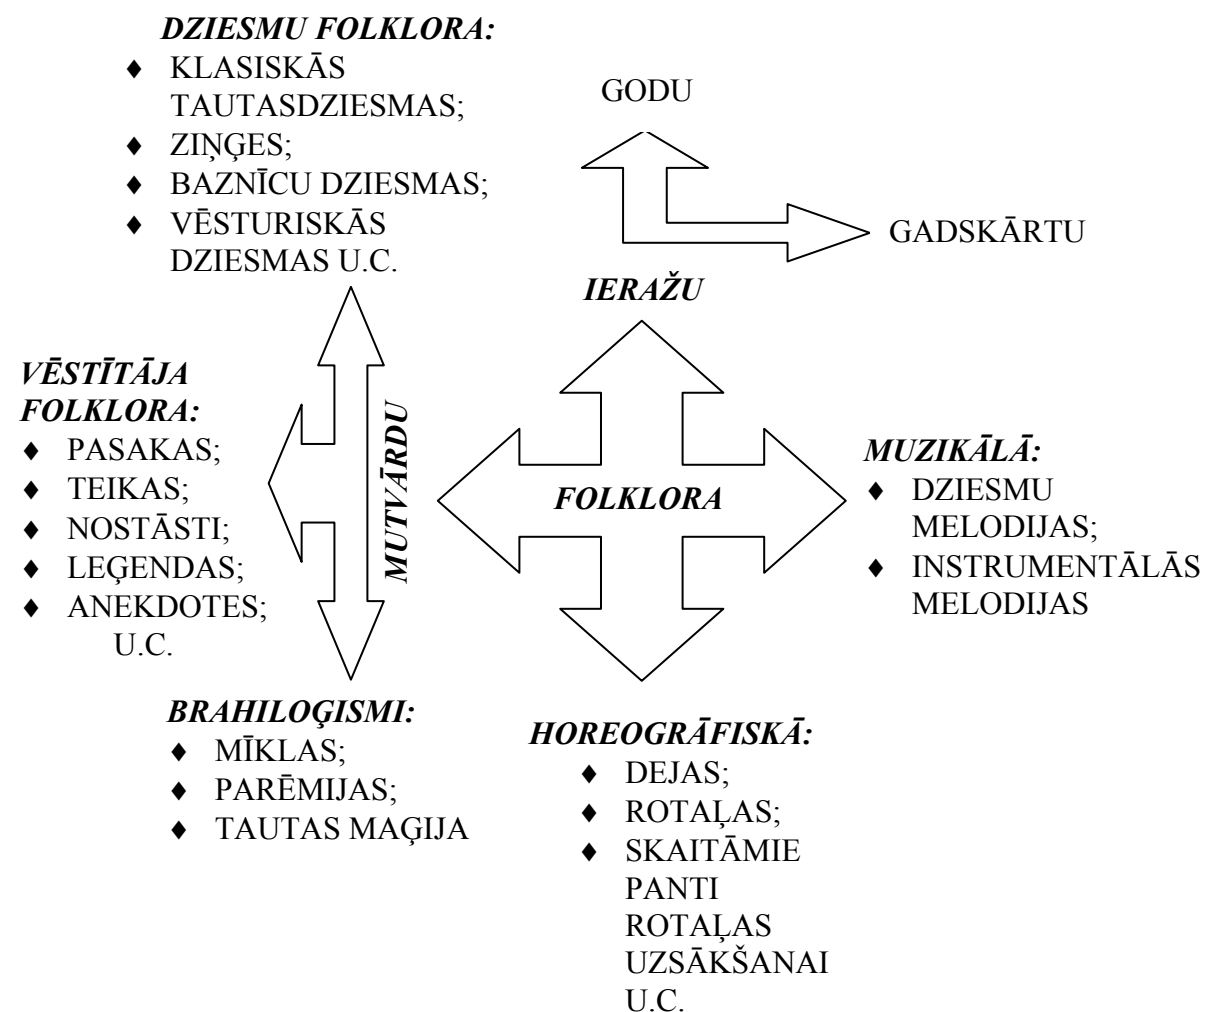 DZIESMU FOLKLORA:
♦ KLASISKĀS
TAUTASDZIESMAS;
♦ ZIŅĢES;
♦ BAZNĪCU DZIESMAS;
♦ VĒSTURISKĀS
DZIESMAS U.C.
GODU
GADSKĀRTU
IERAŽU
VĒSTĪTĀJA
FOLKLORA:
♦ PASAKAS;
♦ TEIKAS;
♦ NOSTĀSTI;
♦ LEĢENDAS;
♦ ANEKDOTES;
U.C.
MUTVĀRDU
FOLKLORA
MUZIKĀLĀ:
♦ DZIESMU
MELODIJAS;
♦ INSTRUMENTĀLĀS
MELODIJAS
BRAHILOĢISMI:
♦ MĪKLAS;
♦ PARĒMIJAS;
♦ TAUTAS MAĢIJA
HOREOGRĀFISKĀ:
♦ DEJAS;
♦ ROTAĻAS;
♦ SKAITĀMIE
PANTI
ROTAĻAS
UZSĀKŠANAI
U.C.